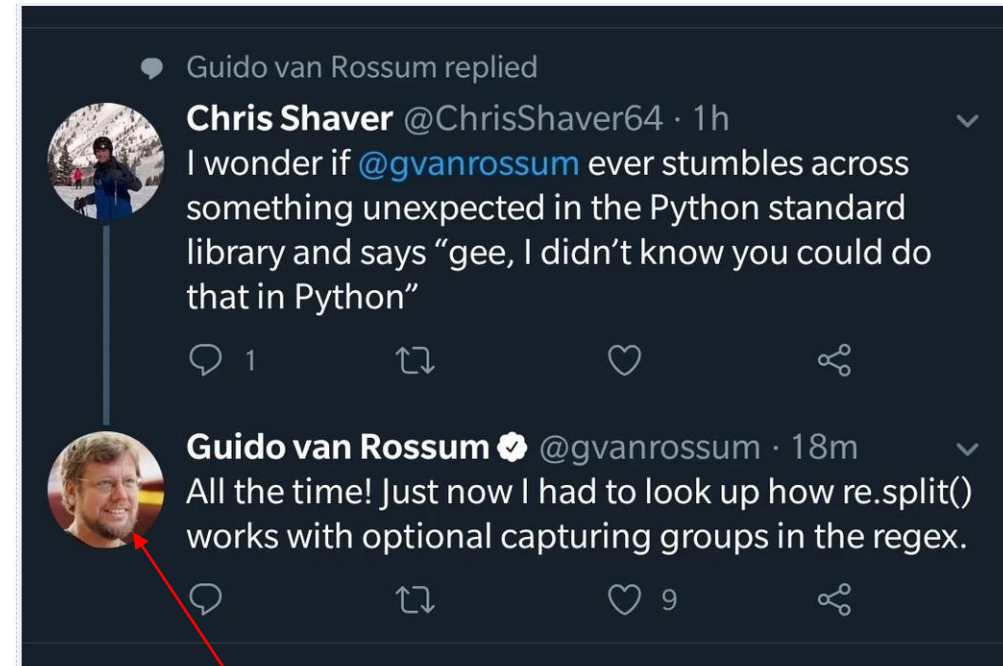 Guido van Rossum replied
Chris Shaver @ChrisShaver64 · 1h
I wonder if @gvanrossum ever stumbles across
something unexpected in the Python standard
library and says “gee, I didn’t know you could do
that in Python”
1
Guido van Rossum @gvanrossum · 18m
All the time! Just now I had to look up how re.split()
works with optional capturing groups in the regex.
9